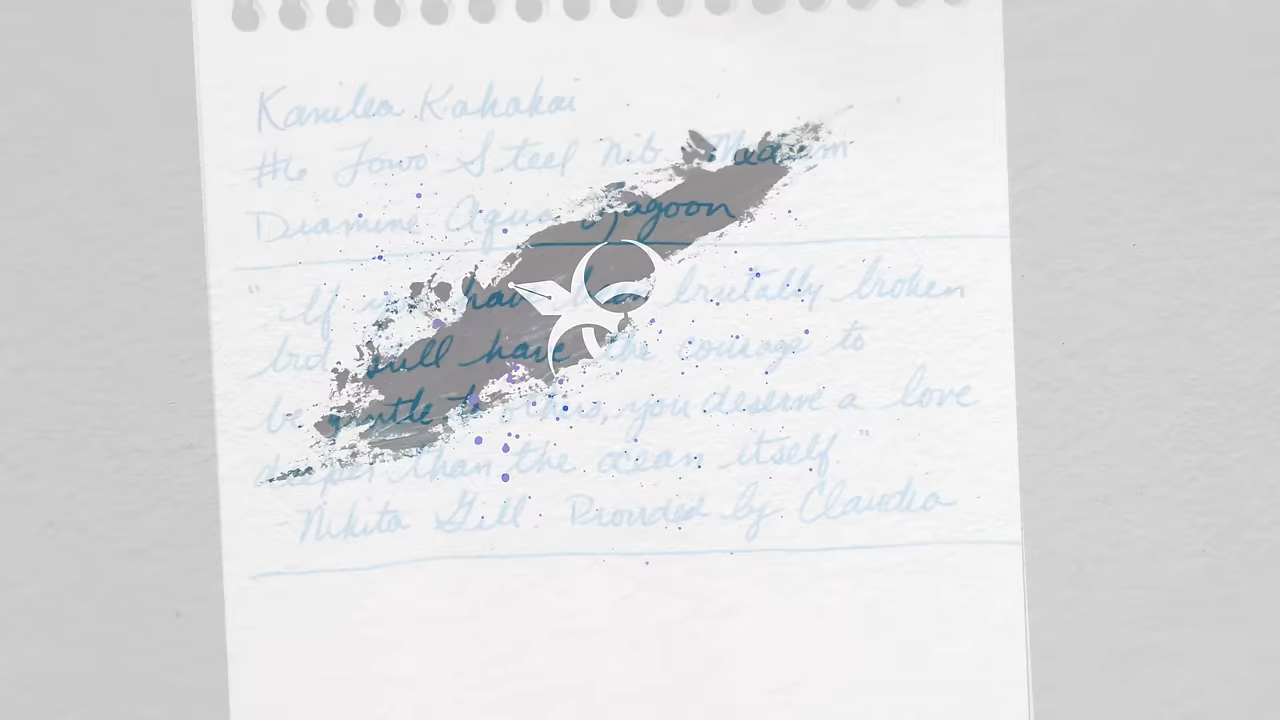 Kanilea Kahakai
#6 Jowo Steel Nib Medium
Diamine Aqua Lagoon
"If you have been brutally broken
but still have the courage to
be gentle to others, you deserve a love
deeper than the ocean itself."
Nikita Gill. Provided by Claudia